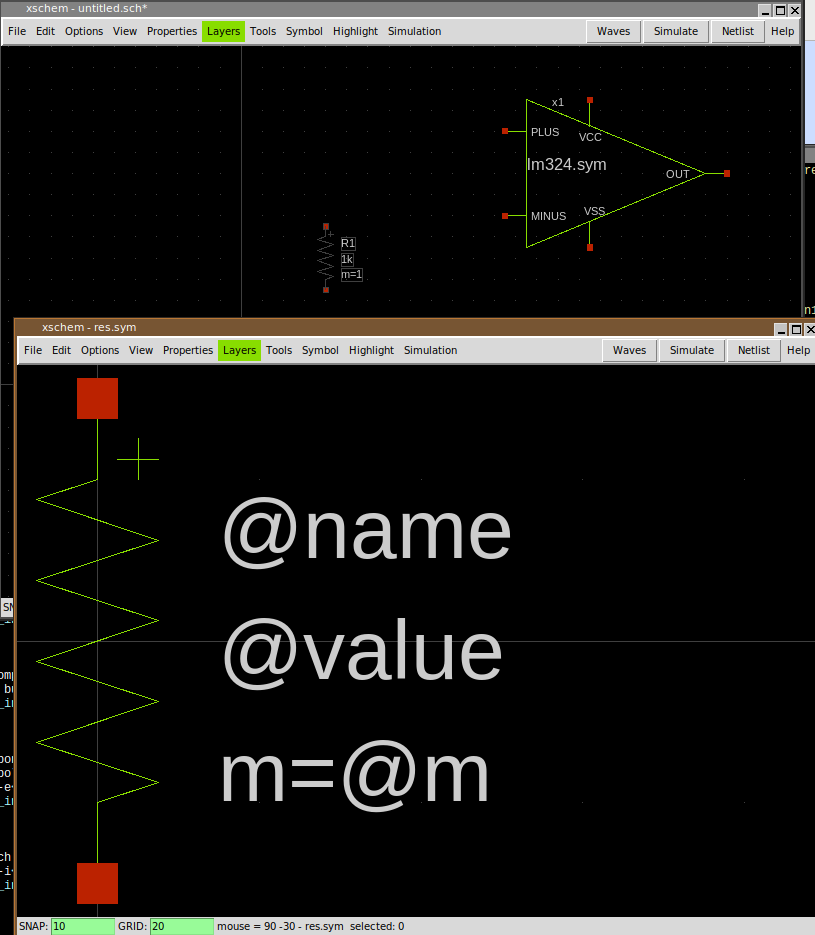 xschem - untitled.sch*
File Edit Options View Properties Layers Tools Symbol Highlight Simulation Waves Simulate Netlist Help
x1
PLUS
VCC
lm324.sym
OUT
MINUS
VSS
+
R1
1k
m=1
xschem - res.sym
File Edit Options View Properties Layers Tools Symbol Highlight Simulation Waves Simulate Netlist Help
@name
@value
m=@m
SNAP: 10 GRID: 20 mouse = 90 -30 - res.sym selected: 0